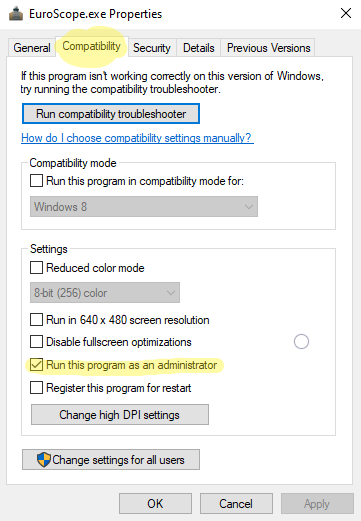 EuroScope.exe Properties
General Compatibility Security Details Previous Versions
If this program isn't working correctly on this version of Windows,
try running the compatibility troubleshooter.
Run compatibility troubleshooter
How do I choose compatibility settings manually?
Compatibility mode
Run this program in compatibility mode for:
Windows 8
Settings
Reduced color mode
8-bit (256) color
Run in 640 x 480 screen resolution
Disable fullscreen optimizations
Run this program as an administrator
Register this program for restart
Change high DPI settings
Change settings for all users
OK Cancel Apply